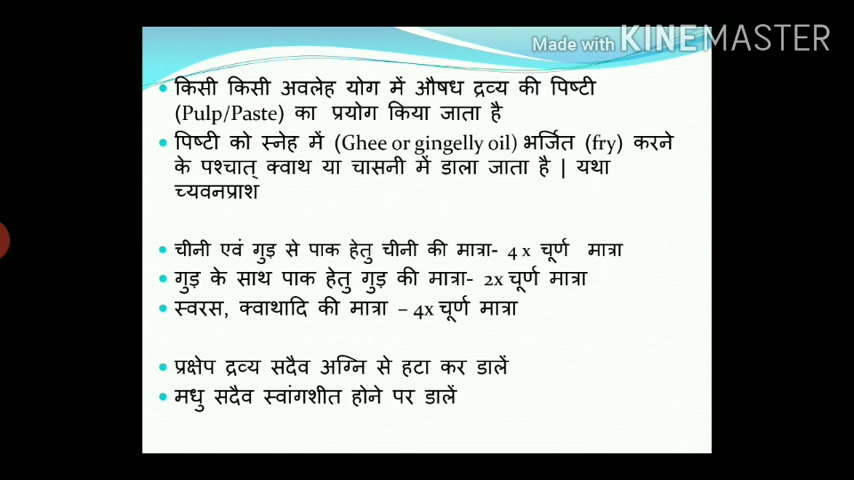 Made with KINEMASTER
किसी किसी अवलेह योग में औषध द्रव्य की पिष्टी
(Pulp/Paste) का प्रयोग किया जाता है
पिष्टी को स्नेह में (Ghee or gingelly oil) भर्जित (fry) करने
के पश्चात् क्वाथ या चासनी में डाला जाता है | यथा
च्यवनप्राश
चीनी एवं गुड़ से पाक हेतु चीनी की मात्रा- 4 x चूर्ण मात्रा
गुड़ के साथ पाक हेतु गुड़ की मात्रा- 2x चूर्ण मात्रा
स्वरस, क्वाथादि की मात्रा – 4x चूर्ण मात्रा
प्रक्षेप द्रव्य सदैव अग्नि से हटा कर डालें
मधु सदैव स्वांगशीत होने पर डालें